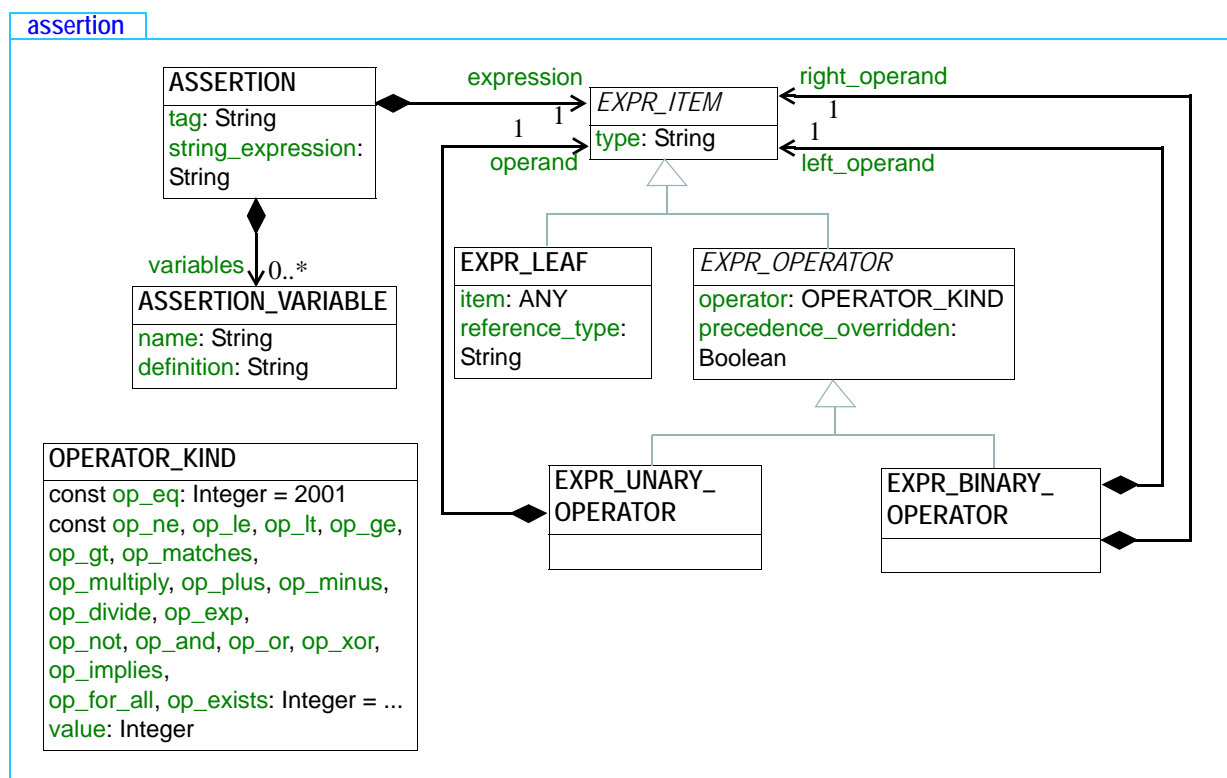 assertion
ASSERTION
tag: String
string_expression:
String
expression
1
EXPR_ITEM
type: String
right_operand
1
1
left_operand
1
operand
variables
0..*
ASSERTION_VARIABLE
name: String
definition: String
EXPR_LEAF
item: ANY
reference_type:
String
EXPR_OPERATOR
operator: OPERATOR_KIND
precedence_overridden:
Boolean
OPERATOR_KIND
const op_eq: Integer = 2001
const op_ne, op_le, op_lt, op_ge,
op_gt, op_matches,
op_multiply, op_plus, op_minus,
op_divide, op_exp,
op_not, op_and, op_or, op_xor,
op_implies,
op_for_all, op_exists: Integer = ...
value: Integer
EXPR_UNARY_
OPERATOR
EXPR_BINARY_
OPERATOR